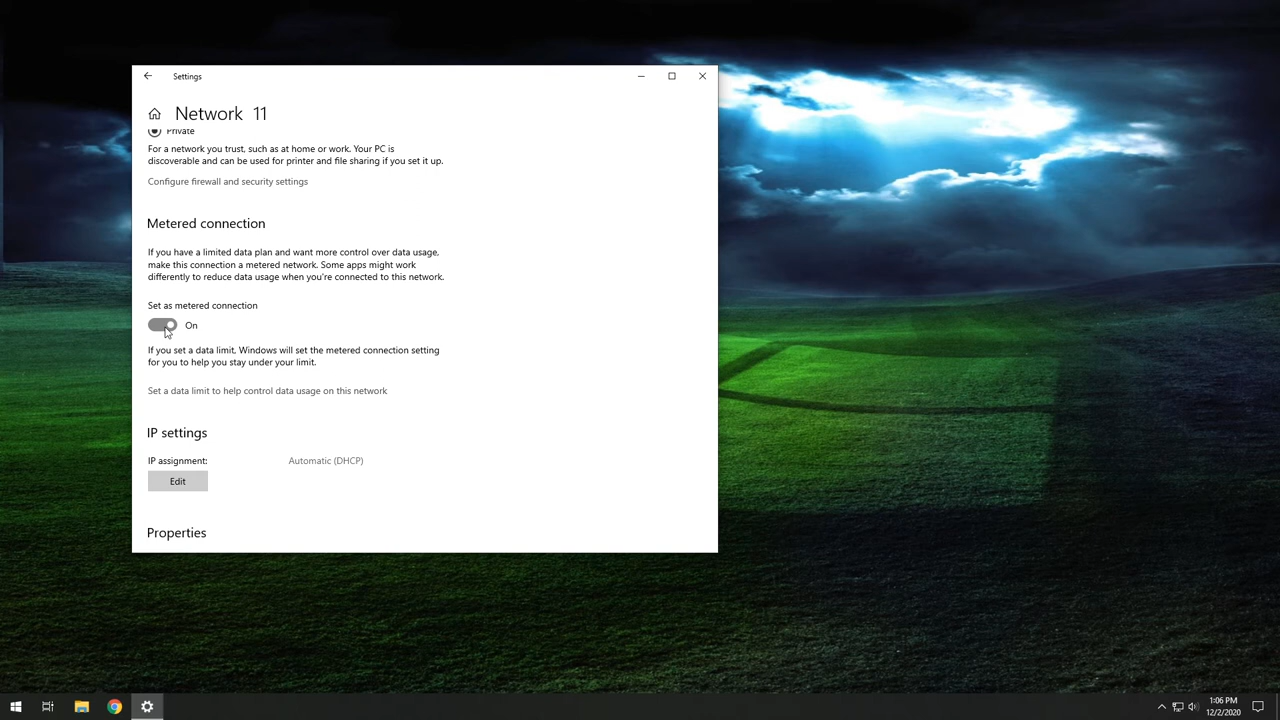 Settings
Network 11
Private
For a network you trust, such as at home or work. Your PC is
discoverable and can be used for printer and file sharing if you set it up.
Configure firewall and security settings
Metered connection
If you have a limited data plan and want more control over data usage,
make this connection a metered network. Some apps might work
differently to reduce data usage when you're connected to this network.
Set as metered connection
On
If you set a data limit, Windows will set the metered connection setting
for you to help you stay under your limit.
Set a data limit to help control data usage on this network
IP settings
IP assignment: Automatic (DHCP)
Edit
Properties
1:06 PM
12/2/2020